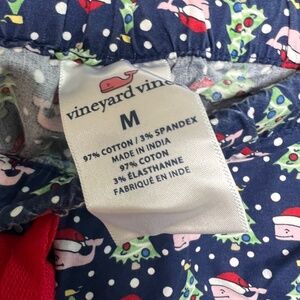 vineyard vines
M
97% COTTON / 3% SPANDEX
MADE IN INDIA
97% COTON
3% ÉLASTHANNE
FABRIQUÉ EN INDE